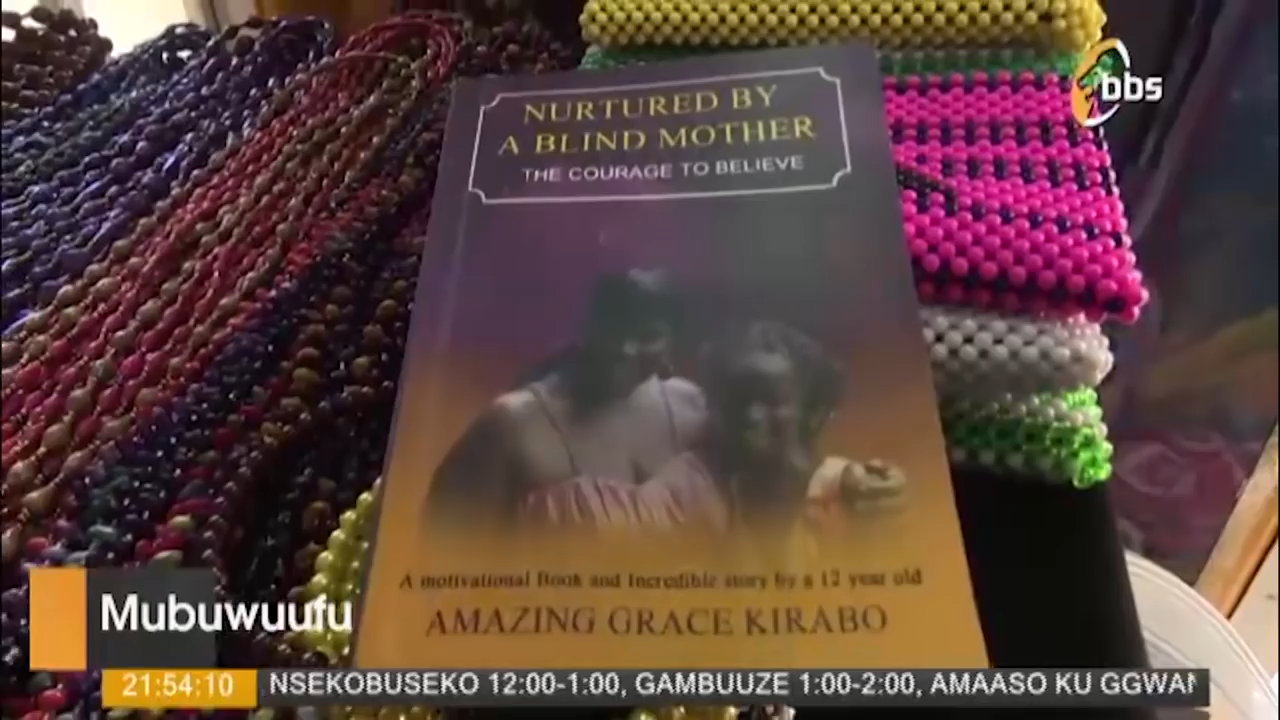 bbs
NURTURED BY
A BLIND MOTHER
THE COURAGE TO BELIEVE
A motivational Book and Incredible story by a 12 year old
AMAZING GRACE KIRABO
Mubuwuufu
21:54:10
NSEKOBUSEKO 12:00-1:00, GAMBUUZE 1:00-2:00, AMAASO KU